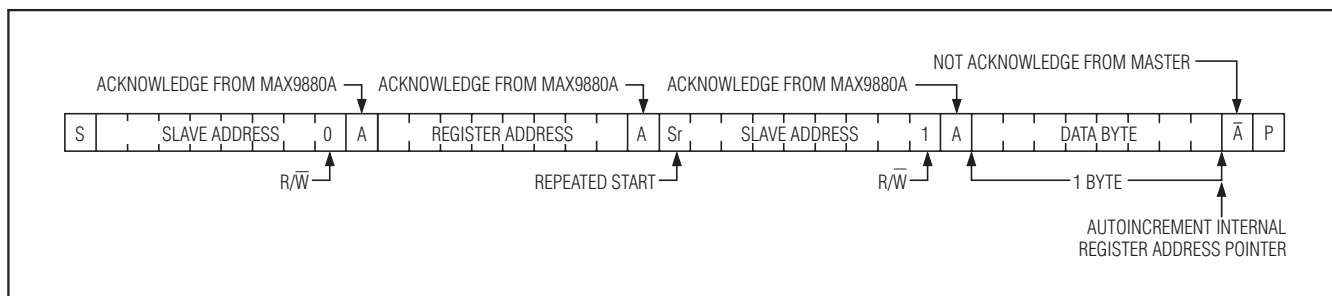 NOT ACKNOWLEDGE FROM MASTER
ACKNOWLEDGE FROM MAX9880A ACKNOWLEDGE FROM MAX9880A ACKNOWLEDGE FROM MAX9880A
S SLAVE ADDRESS 0 A REGISTER ADDRESS A Sr SLAVE ADDRESS 1 A DATA BYTE A̅ P
R/W̅ REPEATED START R/W̅ 1 BYTE
AUTOINCREMENT INTERNAL
REGISTER ADDRESS POINTER